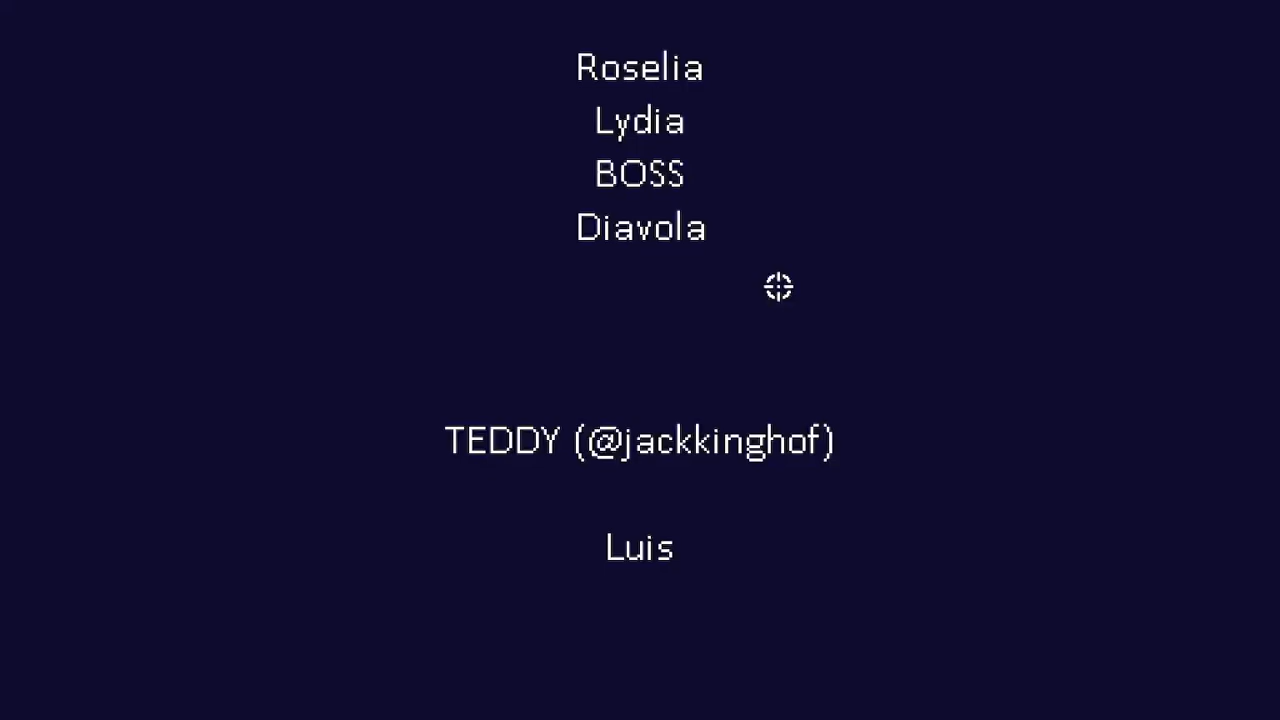 Roselia
Lydia
BOSS
Diavola
TEDDY (@jackkinghof)
Luis